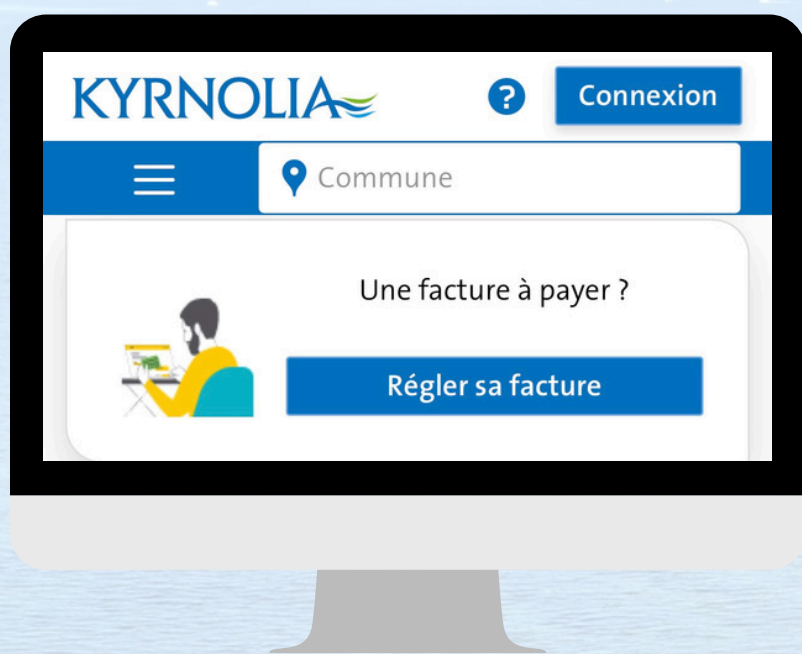 KYRNOLIA
? Connexion
Commune
Une facture à payer ?
Régler sa facture